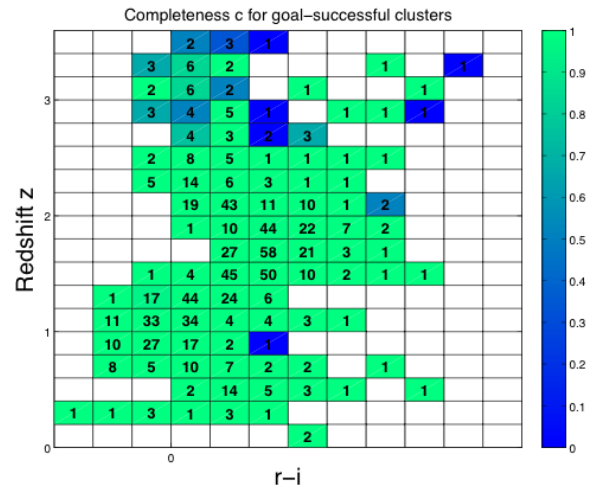 Completeness c for goal−successful clusters
2 3 1
3 6 2 1 1
2 6 2 1 1
3 4 5 1 1 1 1
4 3 2 3
2 8 5 1 1 1 1
5 14 6 3 1 1
19 43 11 10 1 2
1 10 44 22 7 2
27 58 21 3 1
1 4 45 50 10 2 1 1
1 17 44 24 6
11 33 34 4 4 3 1
10 27 17 2 1
8 5 10 7 2 2 1
2 14 5 3 1 1
1 1 3 1 3 1
2
3
2
1
0
Redshift z
0
r−i
1
0.9
0.8
0.7
0.6
0.5
0.4
0.3
0.2
0.1
0